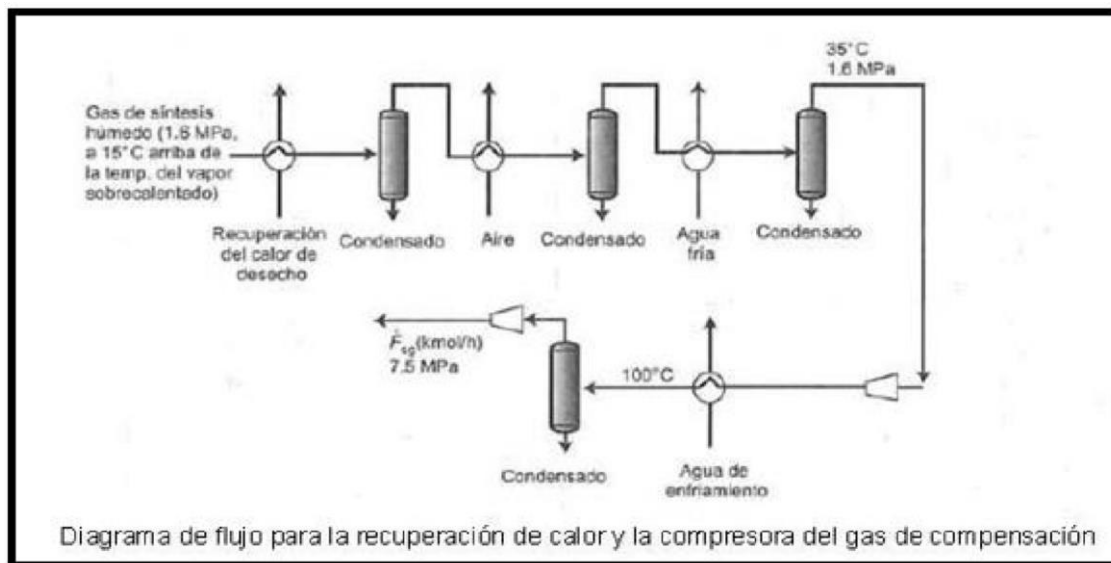 35°C
1.6 MPa
Gas de síntesis
húmedo (1.6 MPa,
a 15°C arriba de
la temp. del vapor
sobrecalentado)
Recuperación
del calor de
desecho
Condensado
Aire
Condensado
Agua
fría
Condensado
Ḟsg(kmol/h)
7.5 MPa
100°C
Condensado
Agua de
enfriamiento
Diagrama de flujo para la recuperación de calor y la compresora del gas de compensación